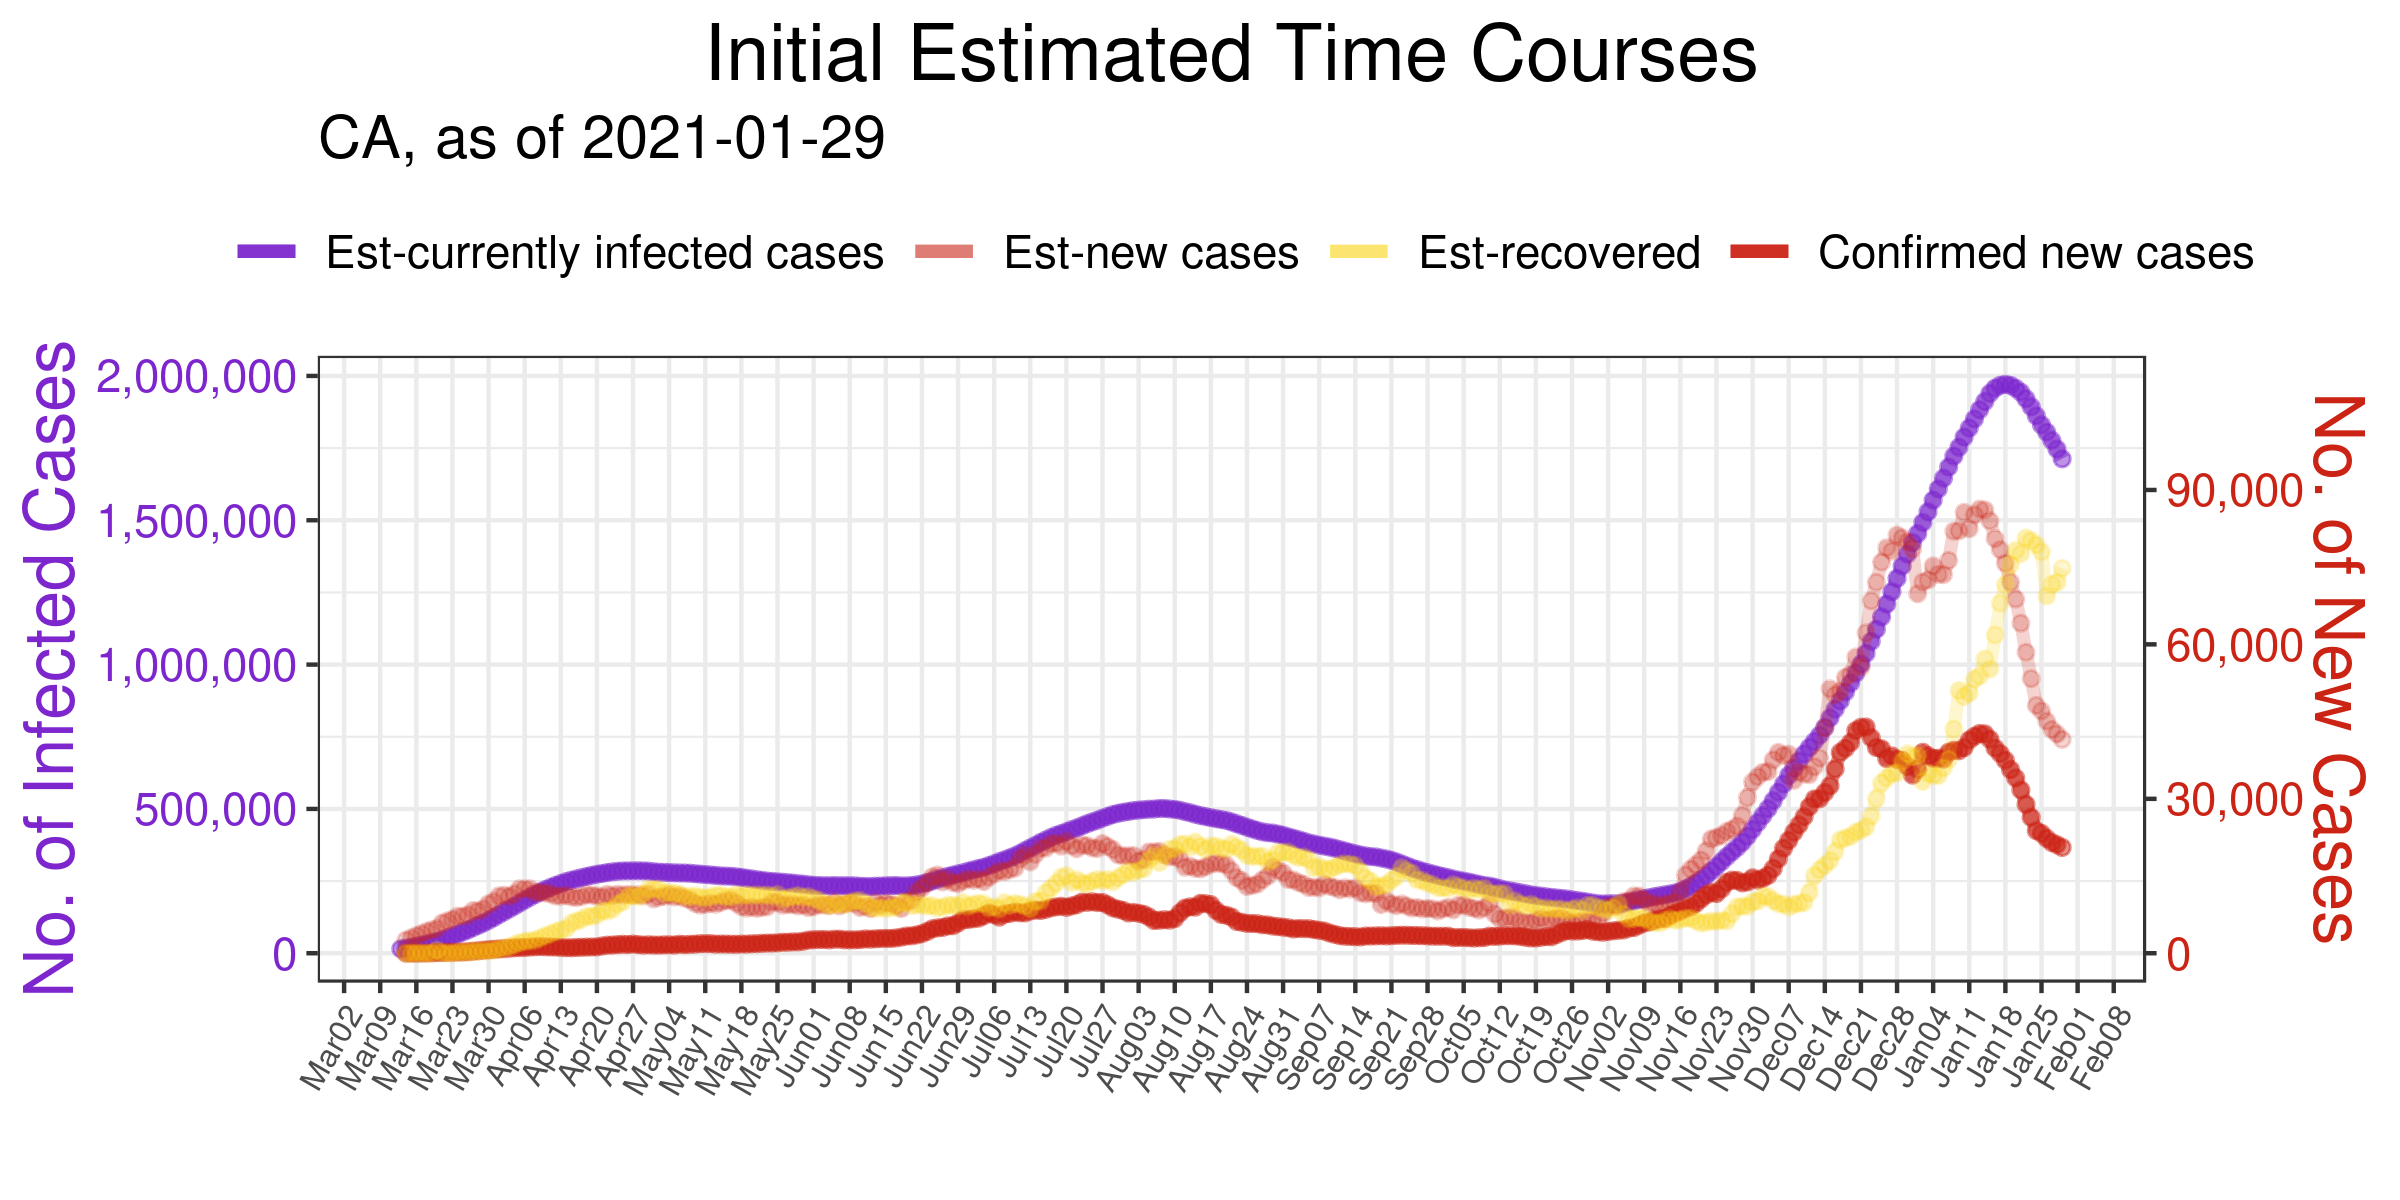 Initial Estimated Time Courses
CA, as of 2021-01-29
Est-currently infected cases
Est-new cases
Est-recovered
Confirmed new cases
No. of Infected Cases
2,000,000
1,500,000
1,000,000
500,000
0
No. of New Cases
90,000
60,000
30,000
0
Mar02
Mar09
Mar16
Mar23
Mar30
Apr06
Apr13
Apr20
Apr27
May04
May11
May18
May25
Jun01
Jun08
Jun15
Jun22
Jun29
Jul06
Jul13
Jul20
Jul27
Aug03
Aug10
Aug17
Aug24
Aug31
Sep07
Sep14
Sep21
Sep28
Oct05
Oct12
Oct19
Oct26
Nov02
Nov09
Nov16
Nov23
Nov30
Dec07
Dec14
Dec21
Dec28
Jan04
Jan11
Jan18
Jan25
Feb01
Feb08